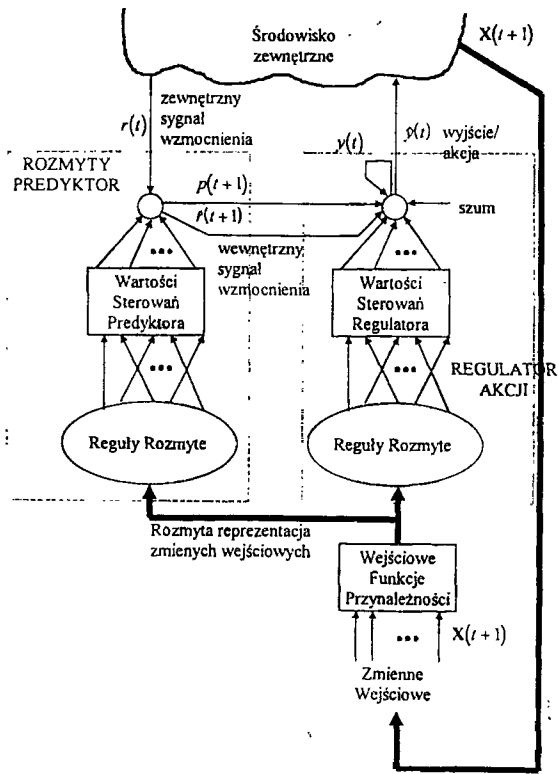 Środowisko
zewnętrzne
X(t+1)
zewnętrzny
sygnał
wzmocnienia
r(t)
y(t)
ŷ(t) wyjście/
akcja
ROZMYTY
PREDYKTOR
p(t+1)
r̂(t+1)
szum
wewnętrzny
sygnał
wzmocnienia
...
...
Wartości
Sterowań
Predyktora
Wartości
Sterowań
Regulatora
...
...
REGULATOR
AKCJI
Reguły Rozmyte
Reguły Rozmyte
Rozmyta reprezentacja
zmienych wejściowych
Wejściowe
Funkcje
Przynależności
...
X(t+1)
Zmienne
Wejściowe